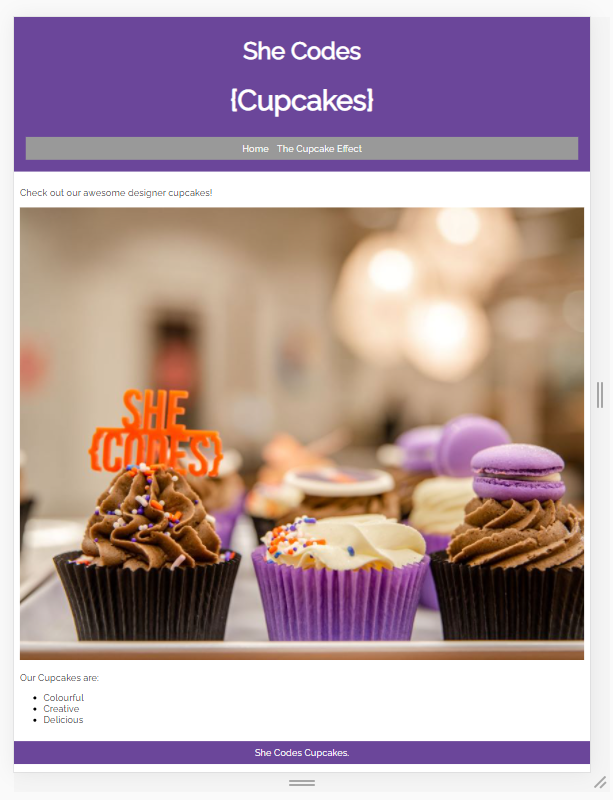 She Codes
{Cupcakes}
Home The Cupcake Effect
Check out our awesome designer cupcakes!
SHE
{CODES}
Our Cupcakes are:
Colourful
Creative
Delicious
She Codes Cupcakes.